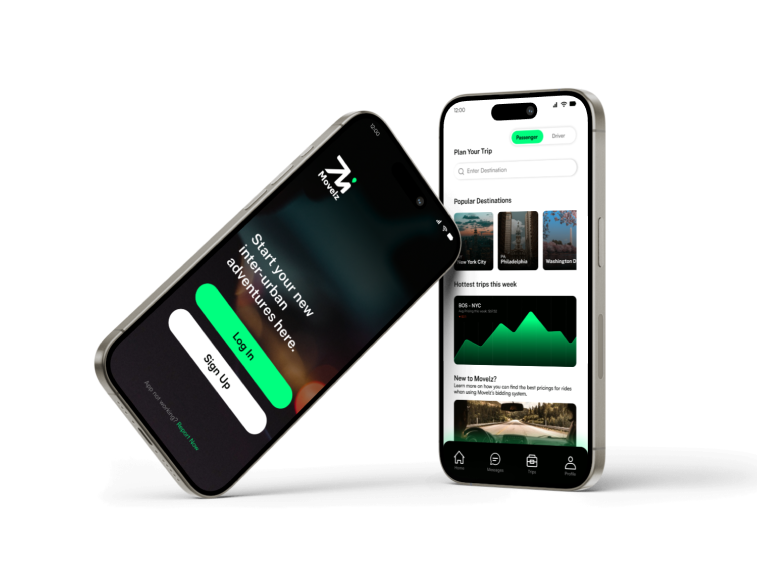 12:00
Movelz
Start your new
inter-urban
adventures here.
Log In
Sign Up
App not working? Report Now
12:00
Passenger
Driver
Plan Your Trip
Enter Destination
Popular Destinations
New York City
Philadelphia
Washington D
Hottest trips this week
BOS - NYC
New to Movelz?
Learn more on how you can find the best pricings for rides
when using Movelz's bidding system.
Home
Messages
Trips
Profile